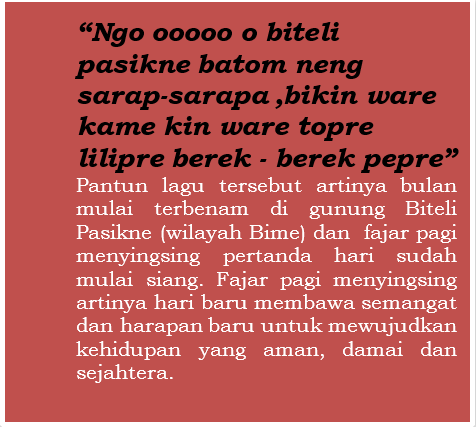 “Ngo ooooo o biteli
pasikne batom neng
sarap-sarapa ,bikin ware
kame kin ware topre
lilipre berek - berek pepre”
Pantun lagu tersebut artinya bulan
mulai terbenam di gunung Biteli
Pasikne (wilayah Bime) dan fajar pagi
menyingsing pertanda hari sudah
mulai siang. Fajar pagi menyingsing
artinya hari baru membawa semangat
dan harapan baru untuk mewujudkan
kehidupan yang aman, damai dan
sejahtera.